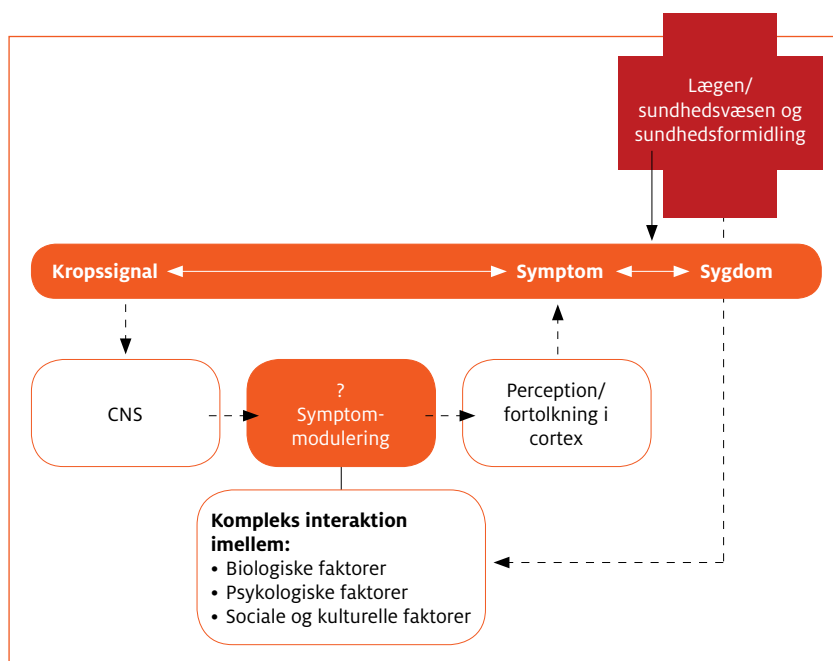 Lægen/
sundhedsvæsen og
sundhedsformidling
Kropssignal
Symptom
Sygdom
CNS
?
Symptom-
modulering
Perception/
fortolkning i
cortex
Kompleks interaktion
imellem:
• Biologiske faktorer
• Psykologiske faktorer
• Sociale og kulturelle faktorer